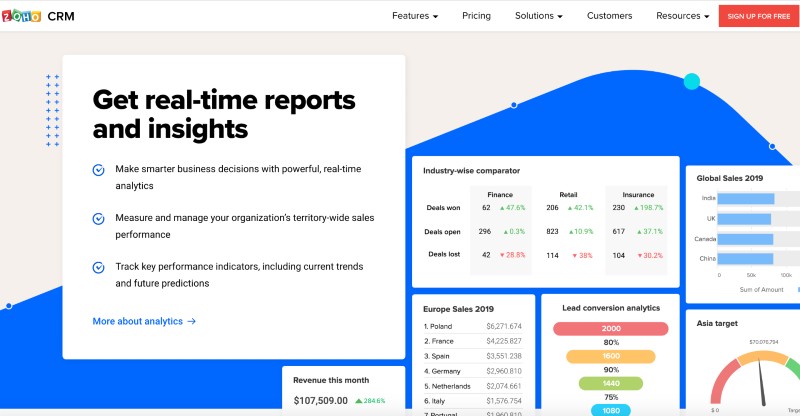 ZOHO CRM
Features Pricing Solutions Customers Resources SIGN UP FOR FREE
Get real-time reports
and insights
Make smarter business decisions with powerful, real-time
analytics
Measure and manage your organization's territory-wide sales
performance
Track key performance indicators, including current trends
and future predictions
More about analytics →
Industry-wise comparator
Finance Retail Insurance
Deals won 62 ▲47.6% 206 ▲42.1% 230 ▲198.7%
Deals open 296 ▲0.3% 823 ▲10.9% 617 ▲37.1%
Deals lost 42 ▼28.8% 114 ▼38% 104 ▼30.2%
Global Sales 2019
India
UK
Canada
China
0 50k 100k
Sum of Amount
Europe Sales 2019
1. Poland $6,271.674
2. France $4,225.827
3. Spain $3,551.238
4. Germany $2,960.810
5. Netherlands $2,074.661
6. Italy $1,576.754
7. Portugal $1,960.810
Lead conversion analytics
2000
80%
1600
90%
1440
75%
1080
Asia target
$70,076,794
$ 0
Revenue this month
$107,509.00 ▲284.6%